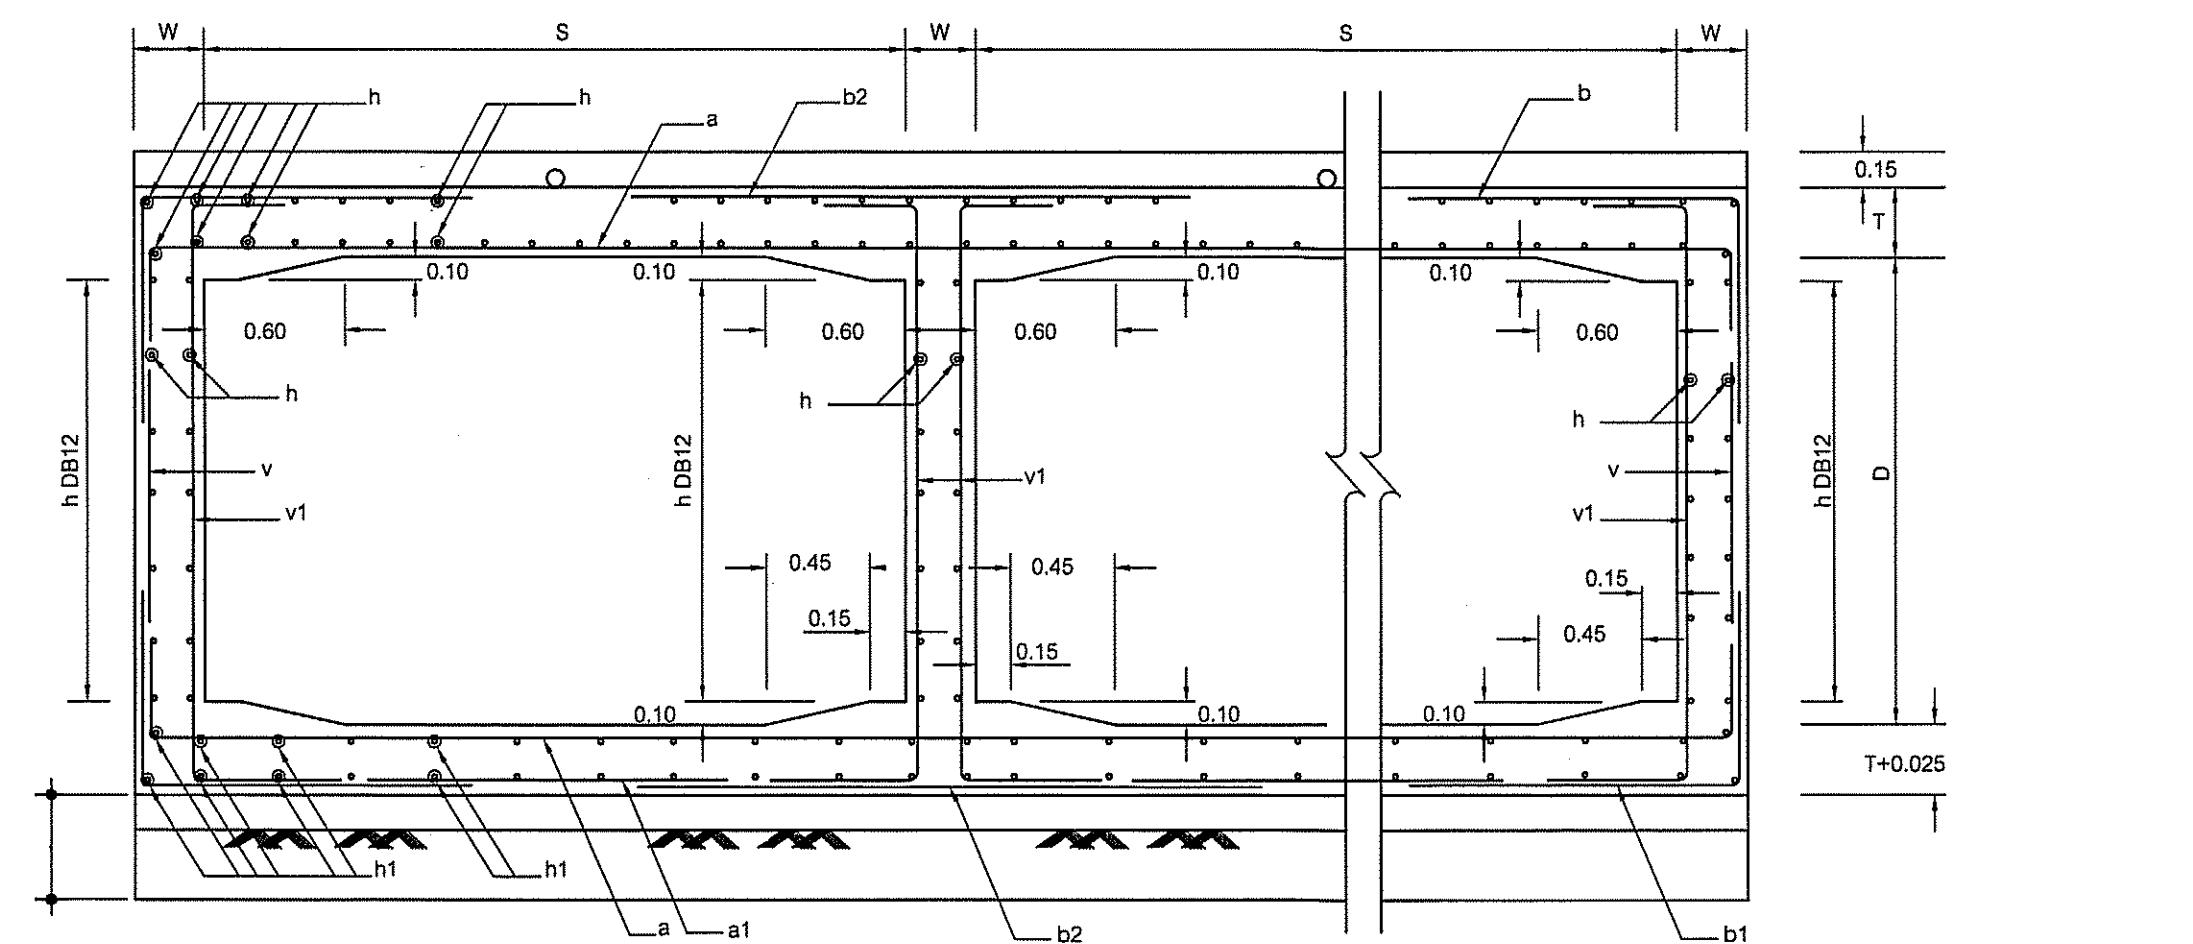 W S W S W
h h b2 b
a
0.15
T
0.10 0.10 0.10 0.10
0.60 0.60 0.60 0.60
h h h
h DB12 h DB12 h DB12 D
v v1 v
v1 v1
0.45 0.45
0.15 0.15
0.45
0.15
0.10 0.10 0.10
T+0.025
h1 h1
a a1 b2 b1